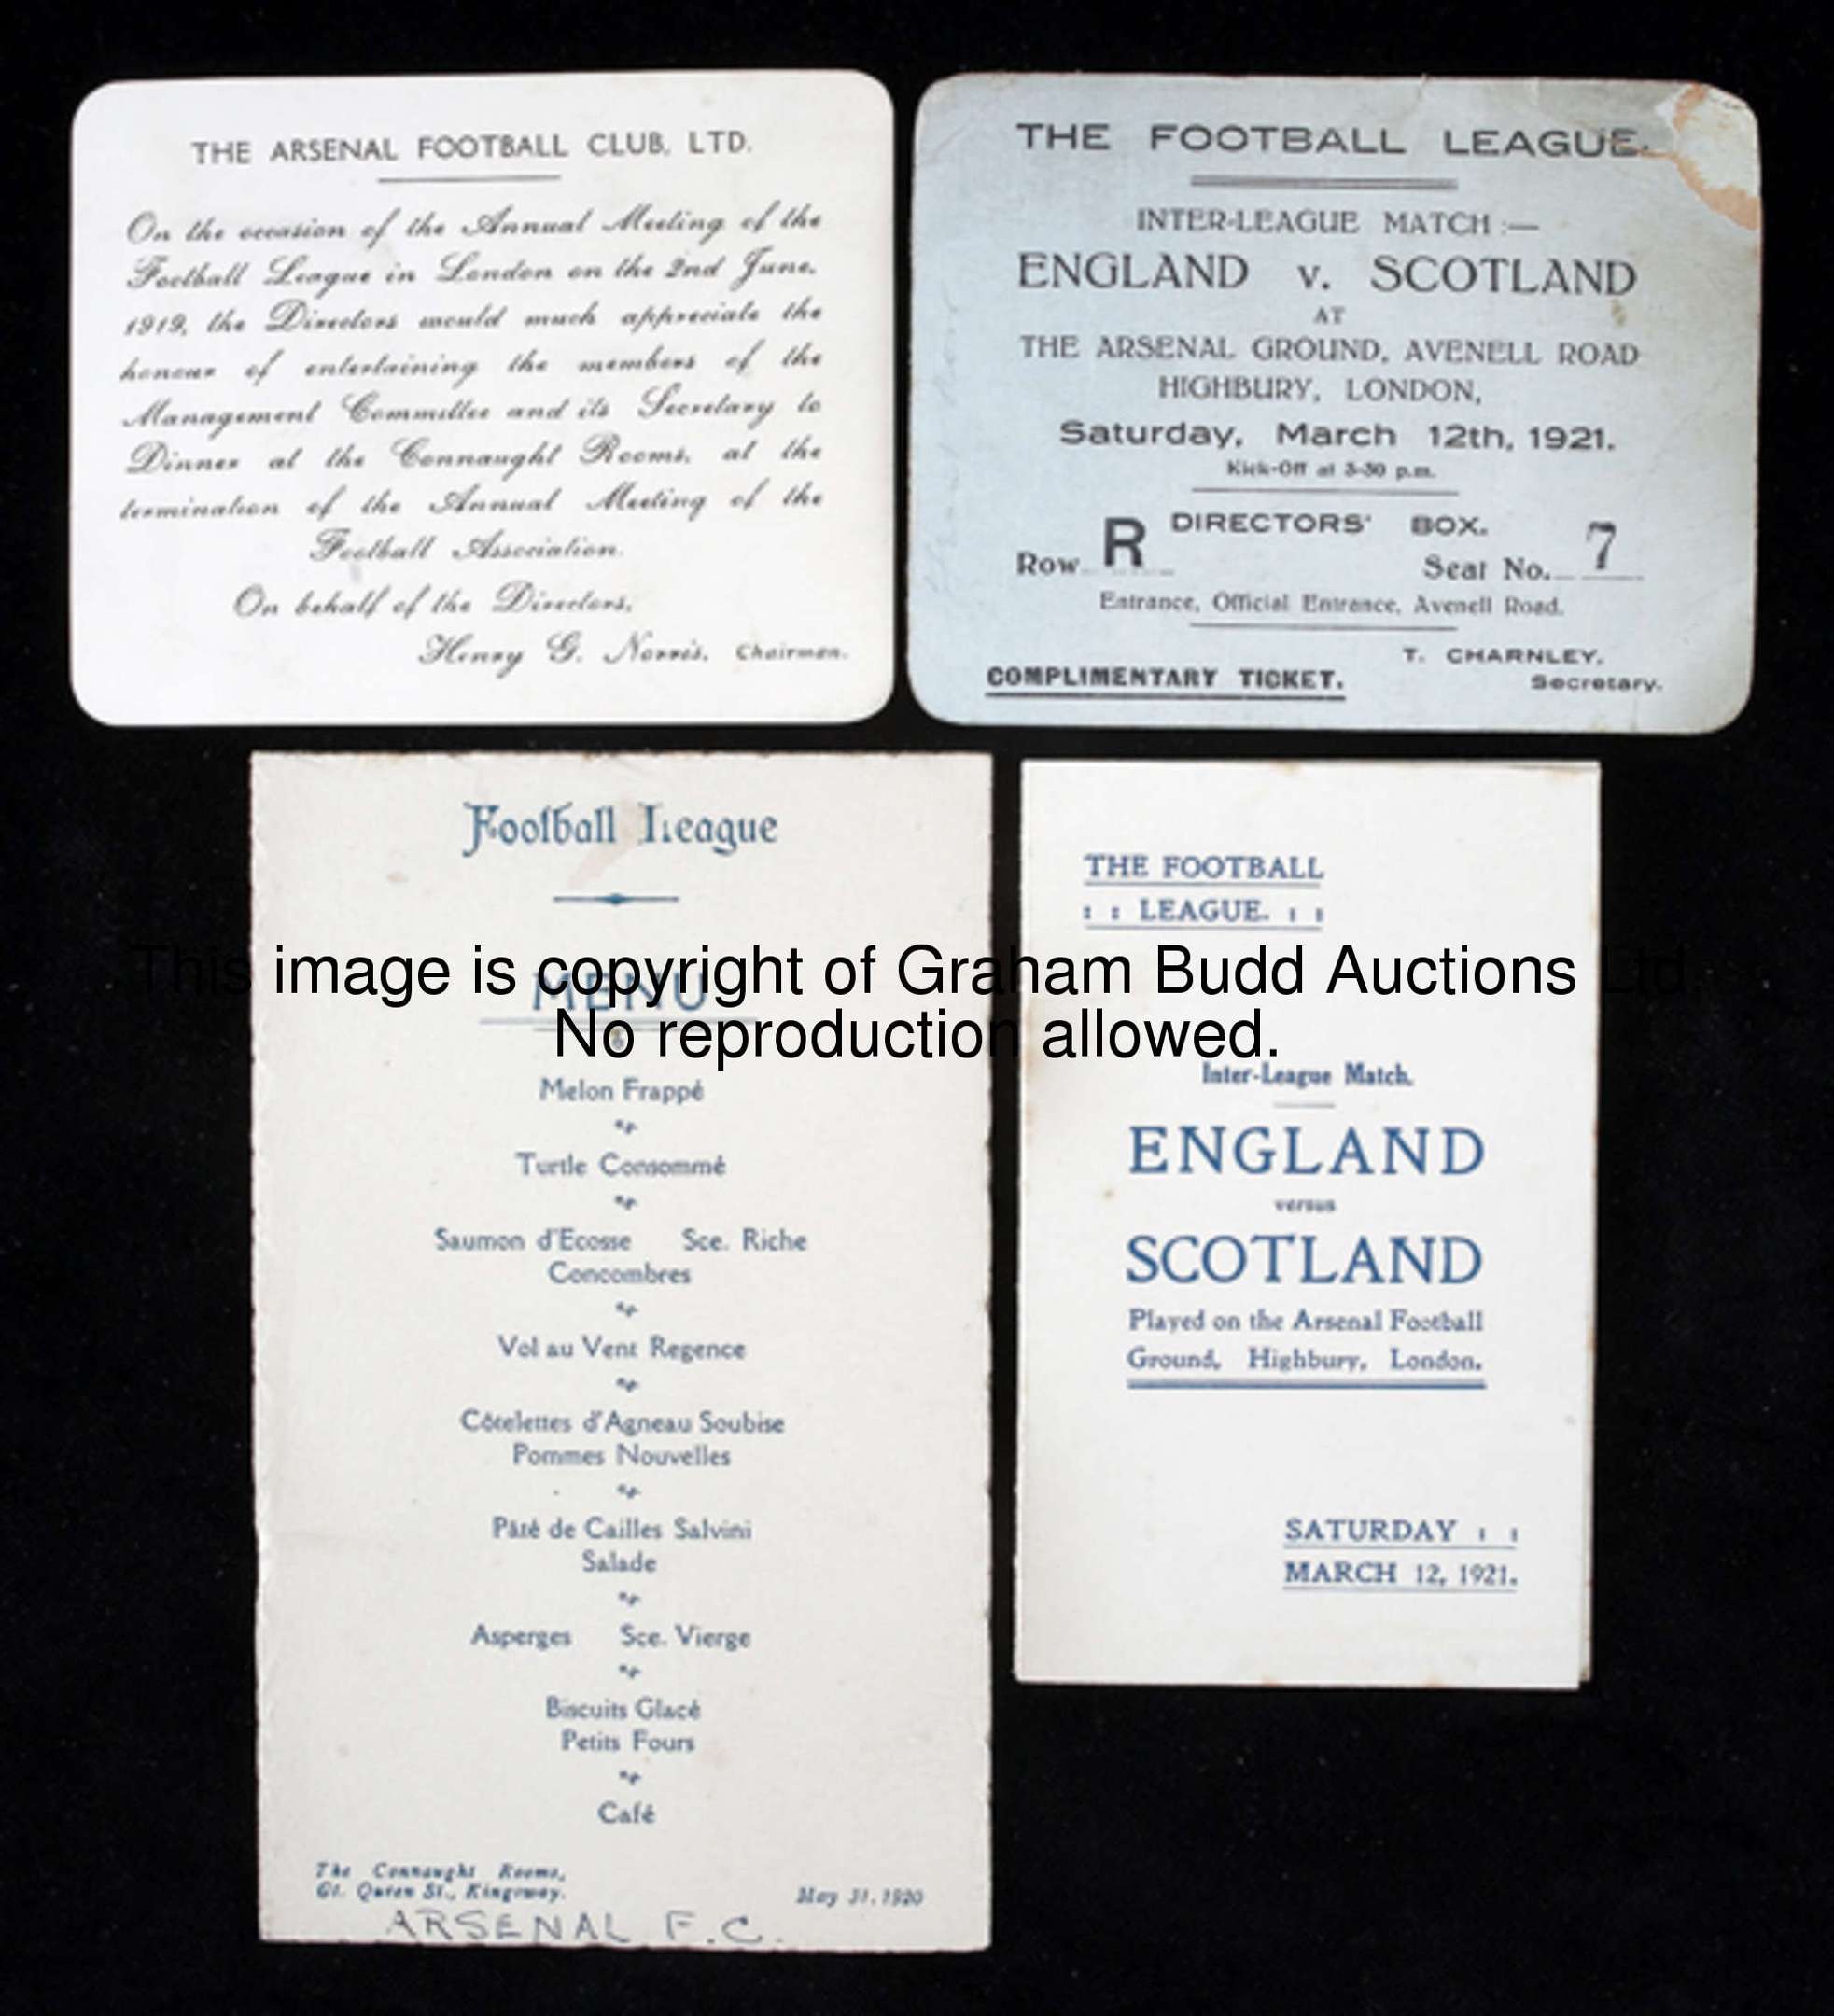 THE ARSENAL FOOTBALL CLUB, LTD.
On the occasion of the Annual Meeting of the
Football League in London on the 2nd June,
1919, the Directors would much appreciate the
honour of entertaining the members of the
Management Committee and its Secretary to
Dinner at the Connaught Rooms, at the
termination of the Annual Meeting of the
Football Association.
On behalf of the Directors,
Henry G. Norris, Chairman.
THE FOOTBALL LEAGUE.
INTER-LEAGUE MATCH :—
ENGLAND v. SCOTLAND
AT
THE ARSENAL GROUND, AVENELL ROAD
HIGHBURY, LONDON,
Saturday, March 12th, 1921.
Kick-Off at 3-30 p.m.
DIRECTORS' BOX.
Row R Seat No. 7
Entrance, Official Entrance, Avenell Road.
T. CHARNLEY,
Secretary.
COMPLIMENTARY TICKET.
Football League
MENU
Melon Frappé
Turtle Consommé
Saumon d'Ecosse Sce. Riche
Concombres
Vol au Vent Regence
Côtelettes d'Agneau Soubise
Pommes Nouvelles
Pâté de Cailles Salvini
Salade
Asperges Sce. Vierge
Biscuits Glacé
Petits Fours
Café
The Connaught Rooms,
Gt. Queen St., Kingsway.
May 31, 1920
ARSENAL F.C.
THE FOOTBALL
: : LEAGUE. : :
Inter-League Match.
ENGLAND
versus
SCOTLAND
Played on the Arsenal Football
Ground, Highbury, London.
SATURDAY : :
MARCH 12, 1921.
This image is copyright of Graham Budd Auctions Ltd.
No reproduction allowed.